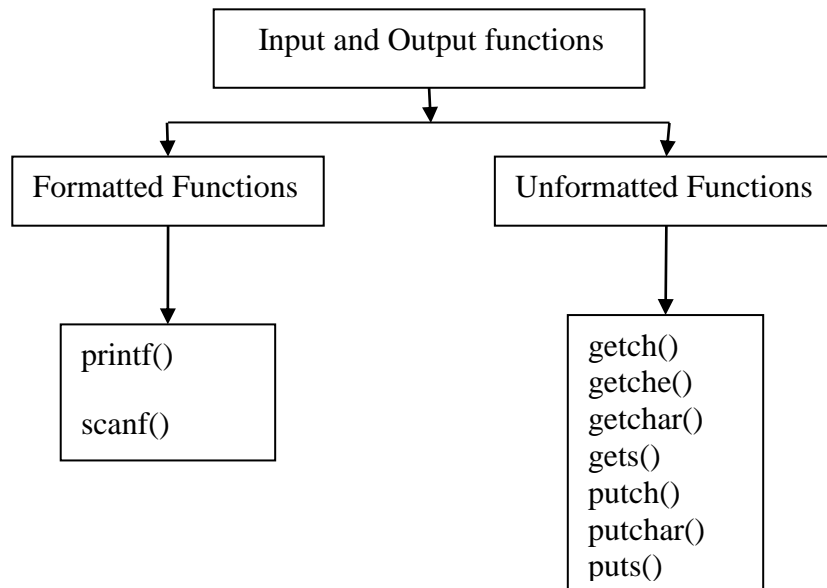 Input and Output functions
Formatted Functions
Unformatted Functions
printf()
scanf()
getch()
getche()
getchar()
gets()
putch()
putchar()
puts()